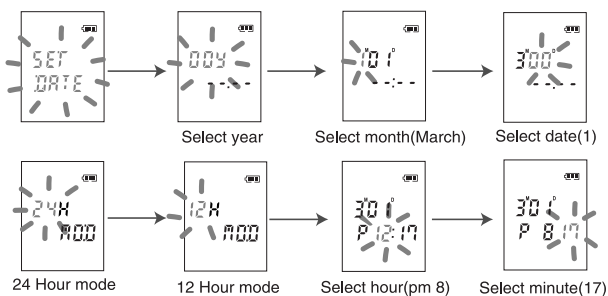 SET
DATE
00Y
--:--
Select year
1 M 01 D
--:--
Select month(March)
3 M 00 D
--:--
Select date(1)
24H
MOD
24 Hour mode
12H
MOD
12 Hour mode
3 M 01 D
P12:17
Select hour(pm 8)
3 M 01 D
P 8 17
Select minute(17)